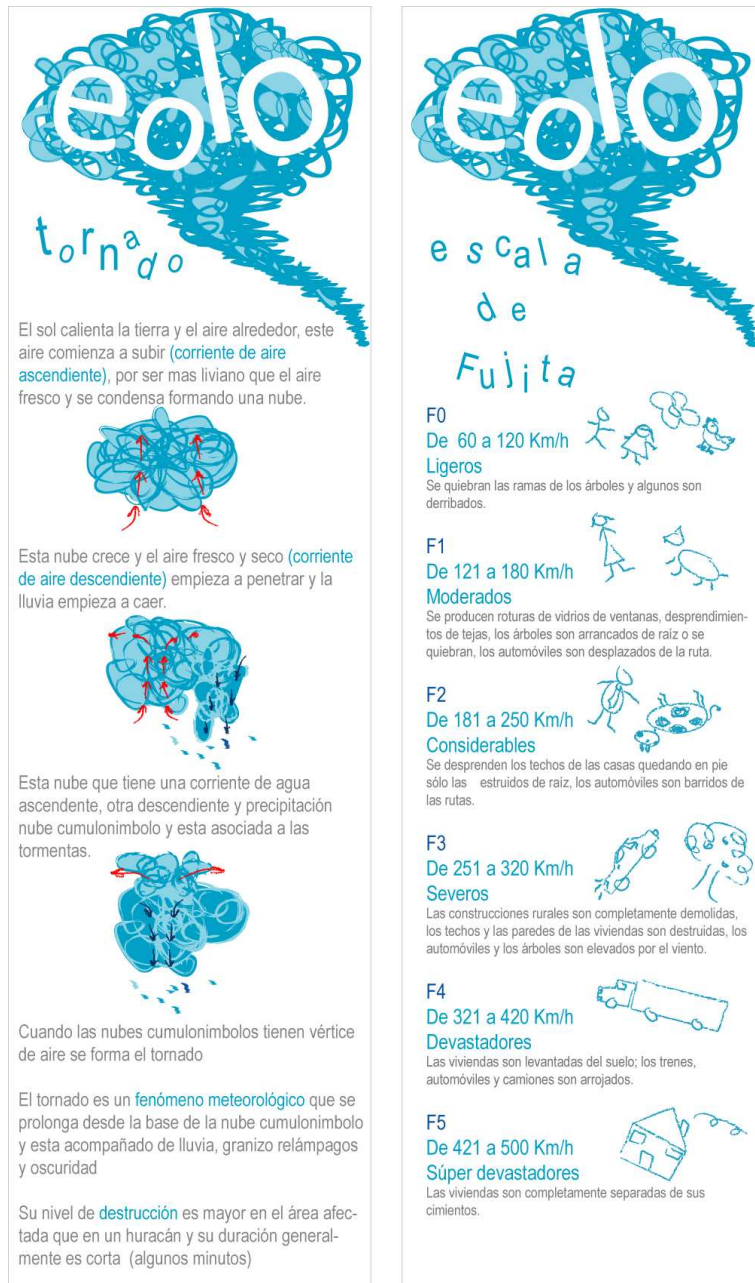 eolo
tornado
El sol calienta la tierra y el aire alrededor, este
aire comienza a subir (corriente de aire
ascendiente), por ser mas liviano que el aire
fresco y se condensa formando una nube.
Esta nube crece y el aire fresco y seco (corriente
de aire descendiente) empieza a penetrar y la
lluvia empieza a caer.
Esta nube que tiene una corriente de agua
ascendente, otra descendiente y precipitación
nube cumulonimbolo y esta asociada a las
tormentas.
Cuando las nubes cumulonimbolos tienen vértice
de aire se forma el tornado
El tornado es un fenómeno meteorológico que se
prolonga desde la base de la nube cumulonimbolo
y esta acompañado de lluvia, granizo relámpagos
y oscuridad
Su nivel de destrucción es mayor en el área afec-
tada que en un huracán y su duración general-
mente es corta (algunos minutos)
eolo
escala
de
Fujita
F0
De 60 a 120 Km/h
Ligeros
Se quiebran las ramas de los árboles y algunos son
derribados.
F1
De 121 a 180 Km/h
Moderados
Se producen roturas de vidrios de ventanas, desprendimien-
tos de tejas, los árboles son arrancados de raíz o se
quiebran, los automóviles son desplazados de la ruta.
F2
De 181 a 250 Km/h
Considerables
Se desprenden los techos de las casas quedando en pie
sólo las estruidos de raíz, los automóviles son barridos de
las rutas.
F3
De 251 a 320 Km/h
Severos
Las construcciones rurales son completamente demolidas,
los techos y las paredes de las viviendas son destruidas, los
automóviles y los árboles son elevados por el viento.
F4
De 321 a 420 Km/h
Devastadores
Las viviendas son levantadas del suelo; los trenes,
automóviles y camiones son arrojados.
F5
De 421 a 500 Km/h
Súper devastadores
Las viviendas son completamente separadas de sus
cimientos.